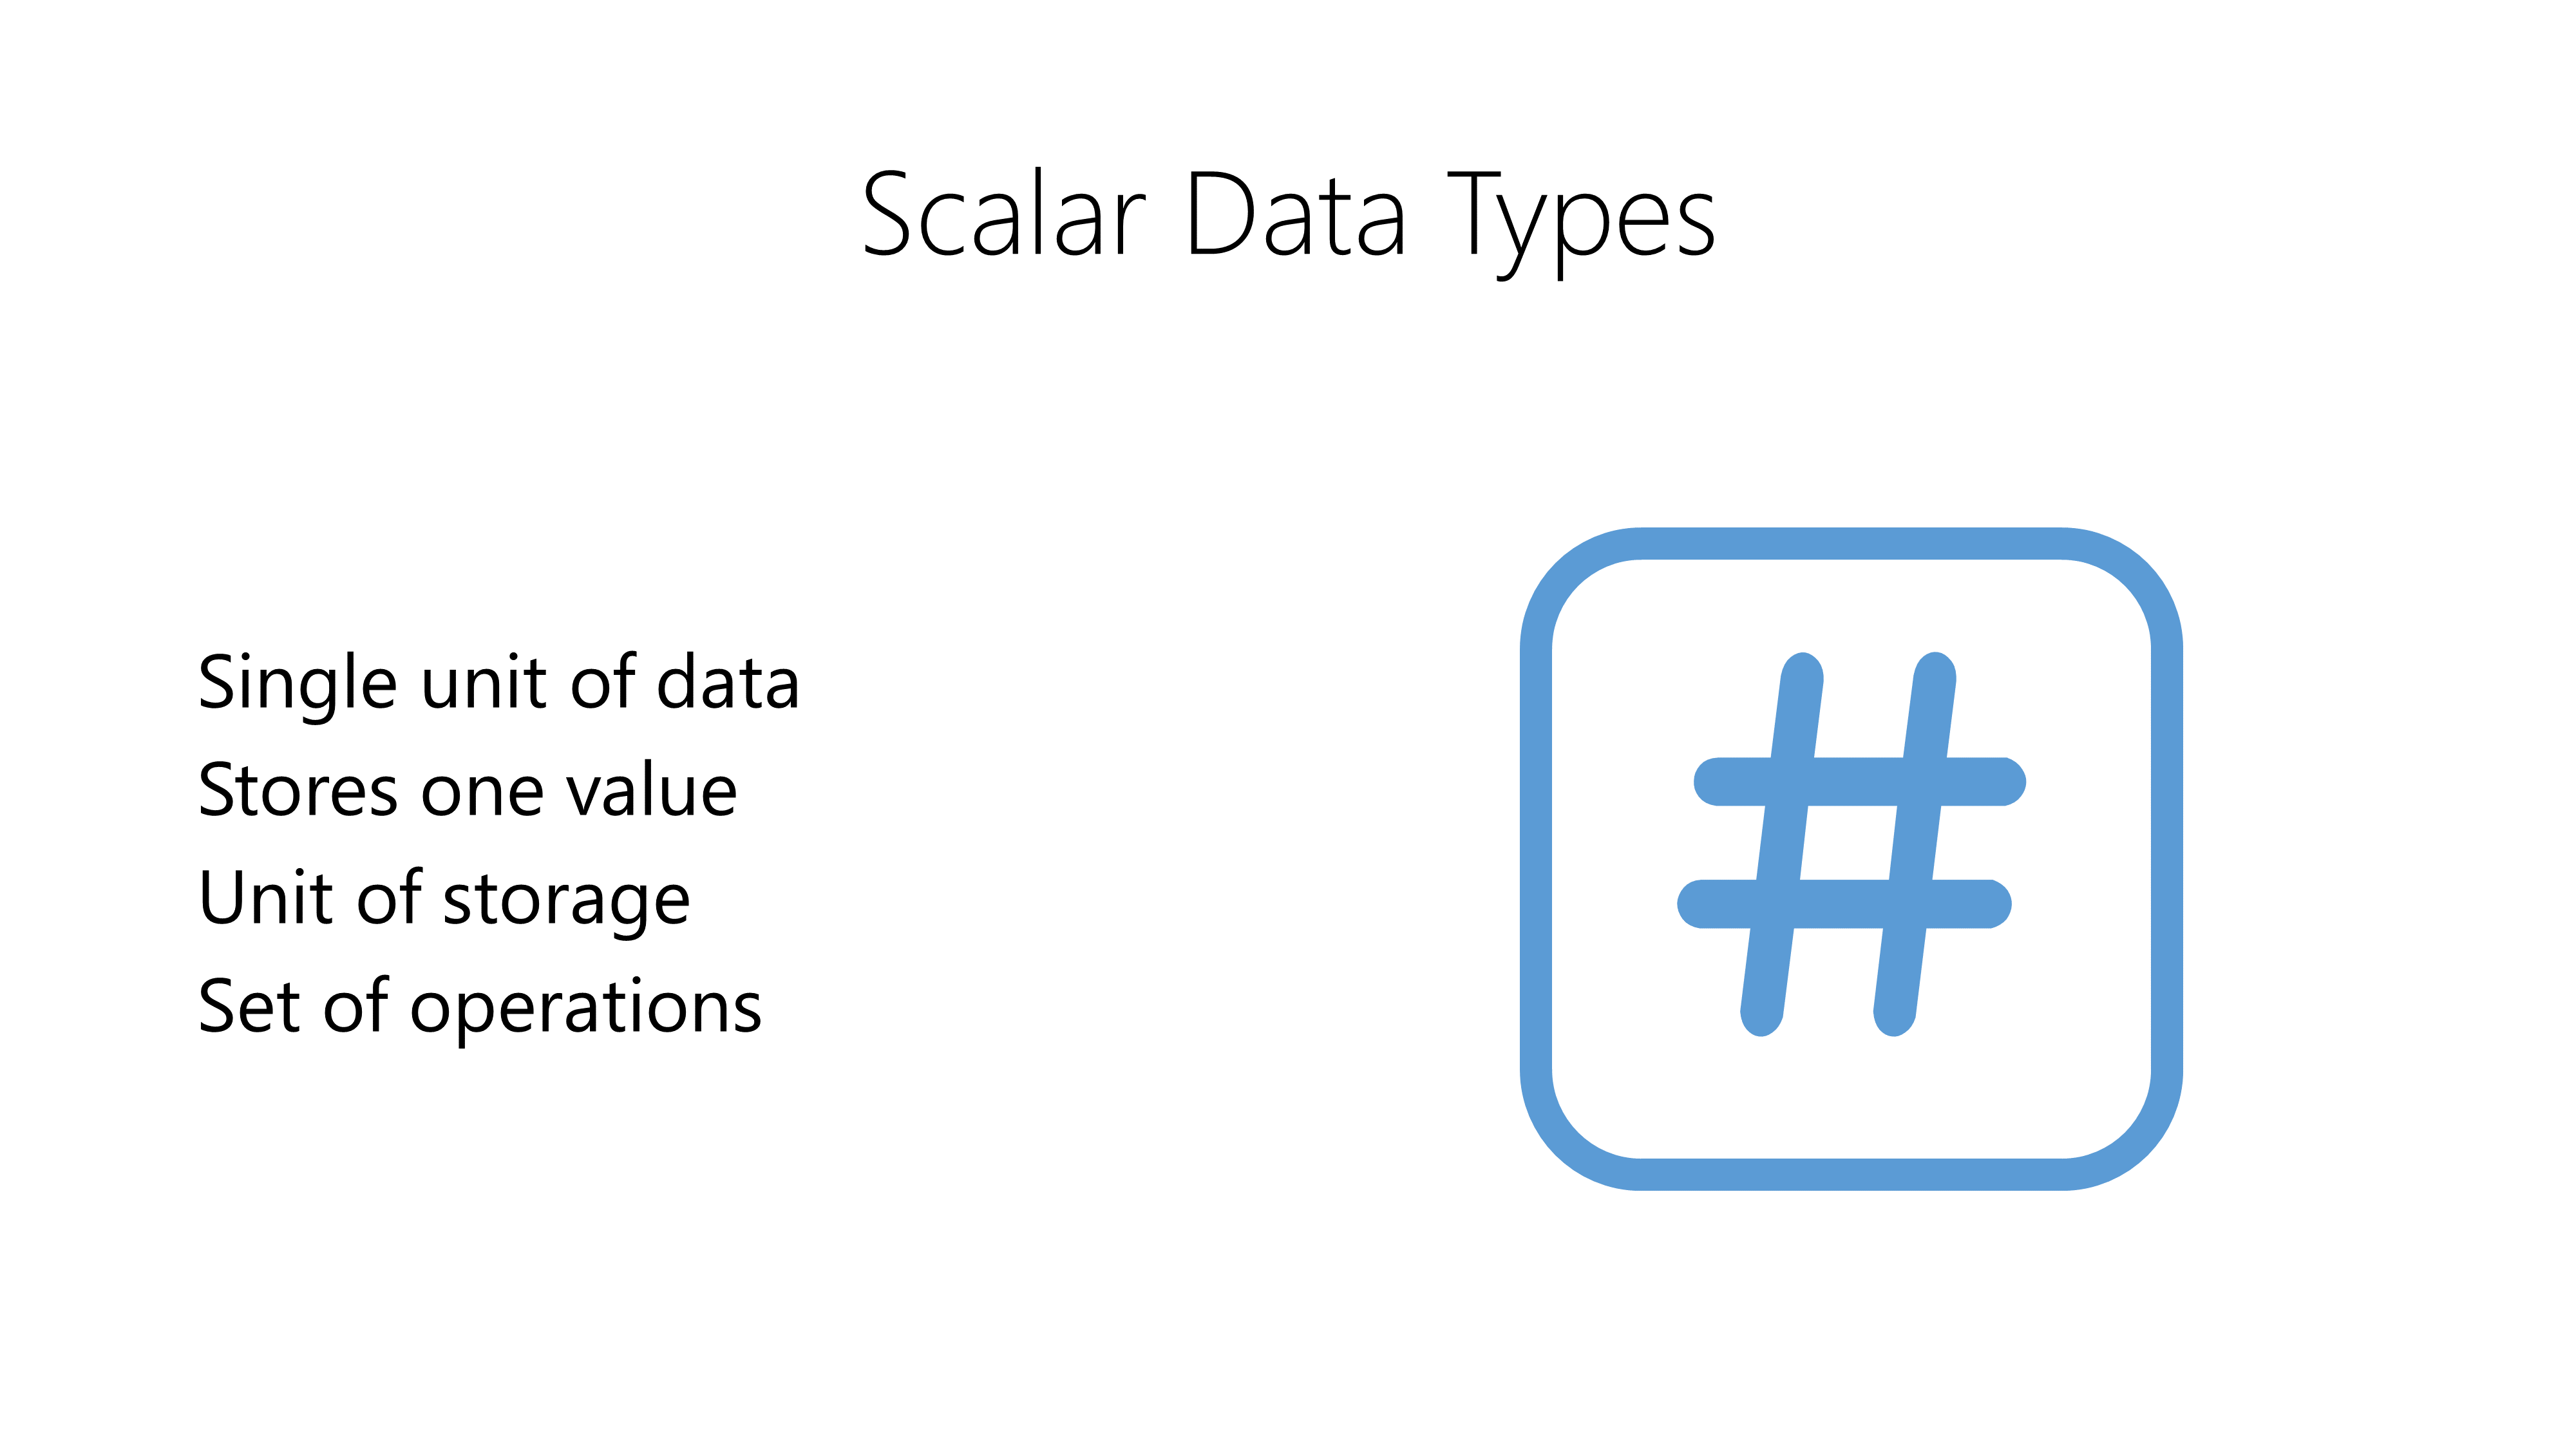 Scalar Data Types
Single unit of data
Stores one value
Unit of storage
Set of operations
#